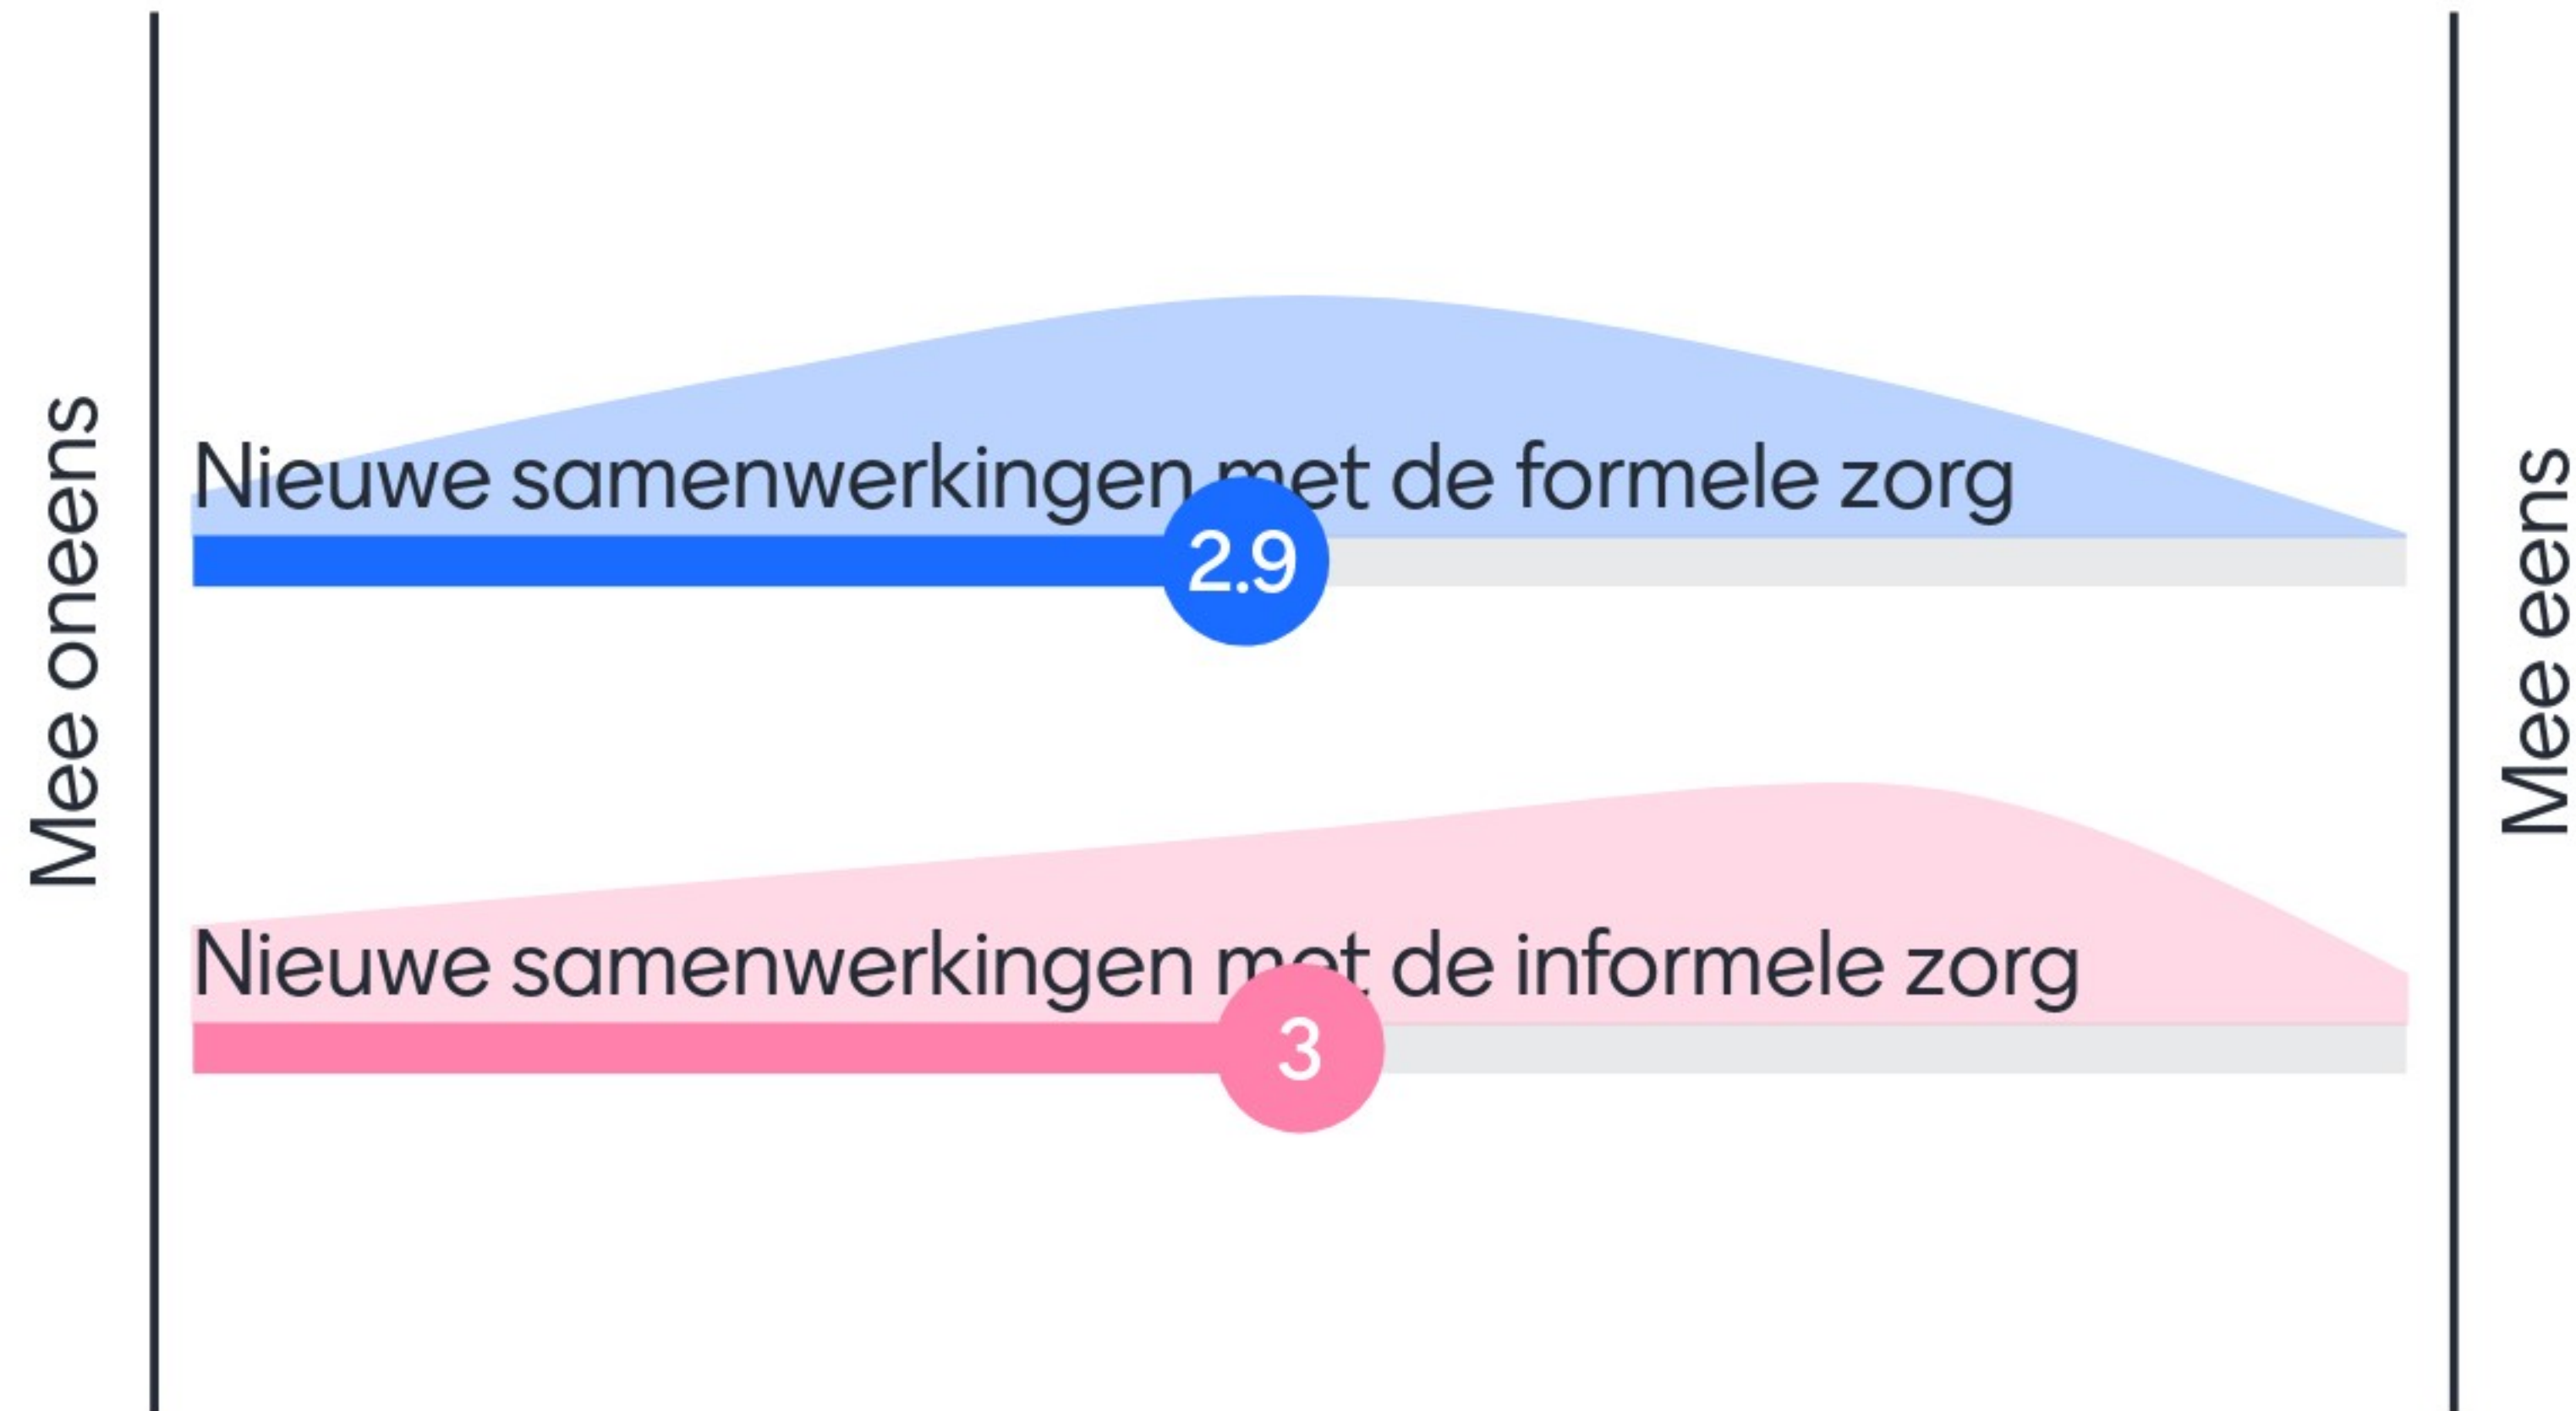 Mee oneens
Nieuwe samenwerkingen met de formele zorg
2.9
Nieuwe samenwerkingen met de informele zorg
3
Mee eens